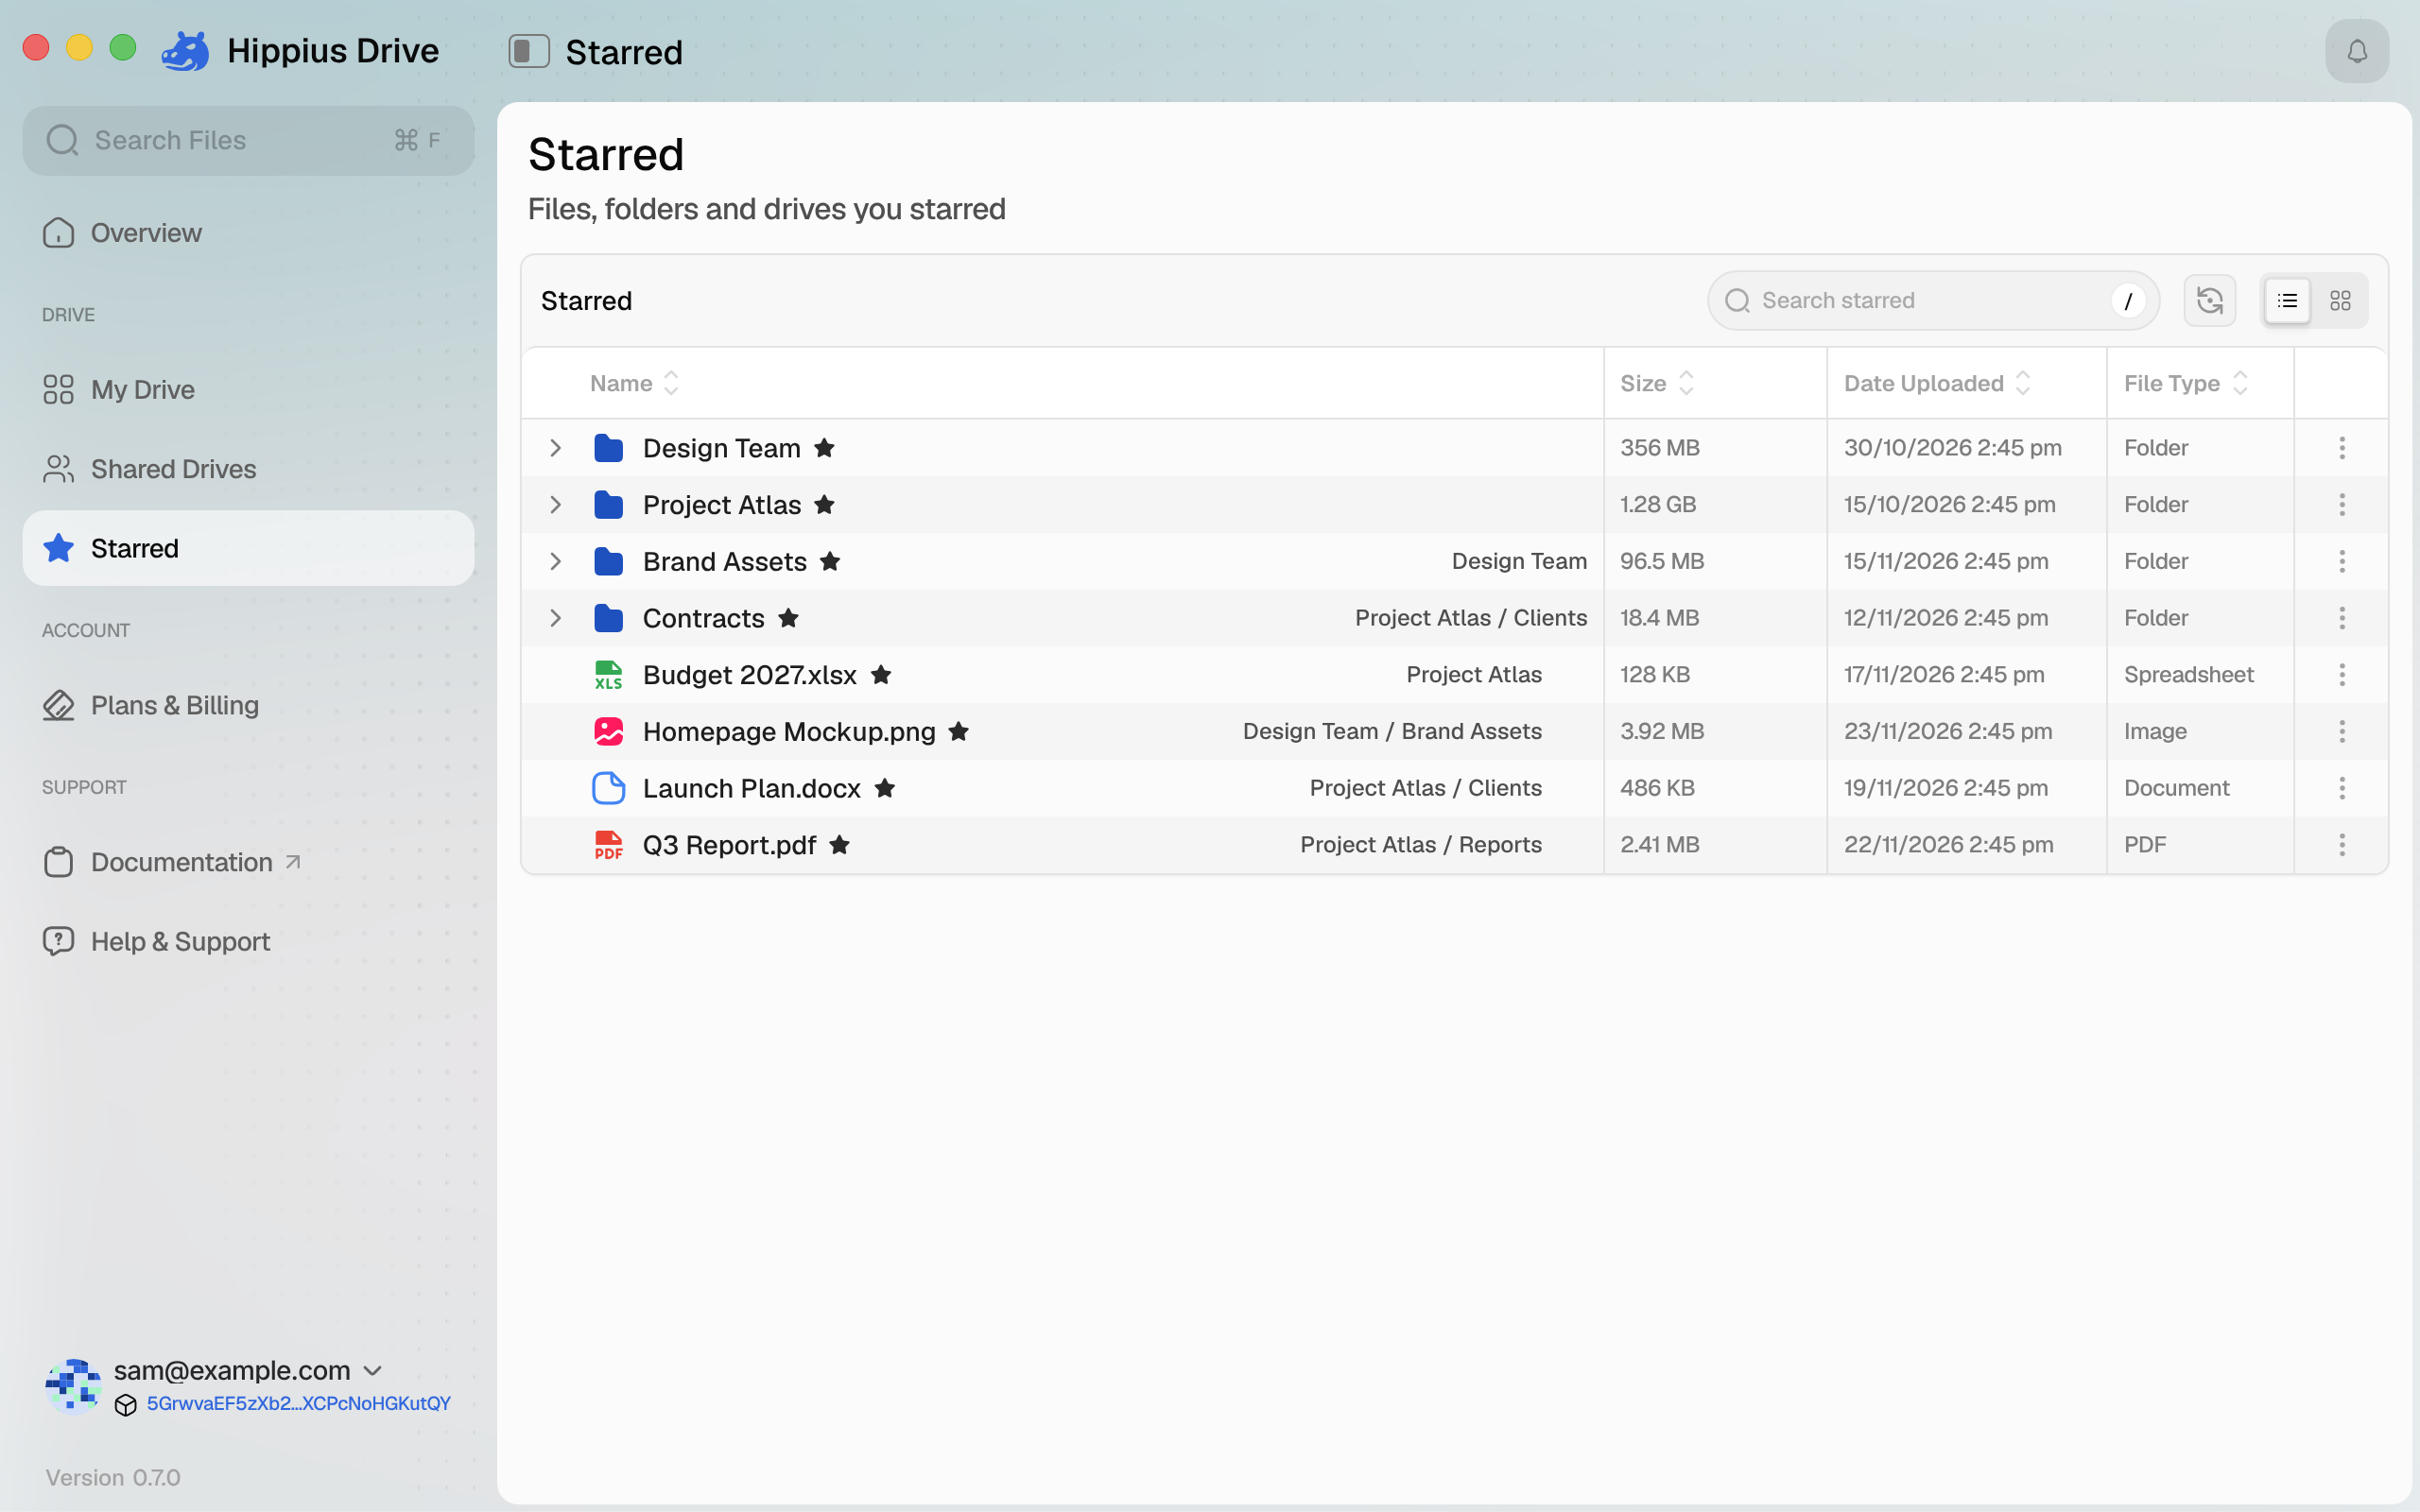 Hippius Drive
Starred
Search Files ⌘ F
Overview
DRIVE
My Drive
Shared Drives
Starred
ACCOUNT
Plans & Billing
SUPPORT
Documentation
Help & Support
sam@example.com
5GrwvaEF5zXb2...XCPcNoHGKutQY
Version 0.7.0
Starred
Files, folders and drives you starred
Starred
Search starred /
Name Size Date Uploaded File Type
Design Team 356 MB 30/10/2026 2:45 pm Folder
Project Atlas 1.28 GB 15/10/2026 2:45 pm Folder
Brand Assets Design Team 96.5 MB 15/11/2026 2:45 pm Folder
Contracts Project Atlas / Clients 18.4 MB 12/11/2026 2:45 pm Folder
XLS Budget 2027.xlsx Project Atlas 128 KB 17/11/2026 2:45 pm Spreadsheet
Homepage Mockup.png Design Team / Brand Assets 3.92 MB 23/11/2026 2:45 pm Image
Launch Plan.docx Project Atlas / Clients 486 KB 19/11/2026 2:45 pm Document
PDF Q3 Report.pdf Project Atlas / Reports 2.41 MB 22/11/2026 2:45 pm PDF